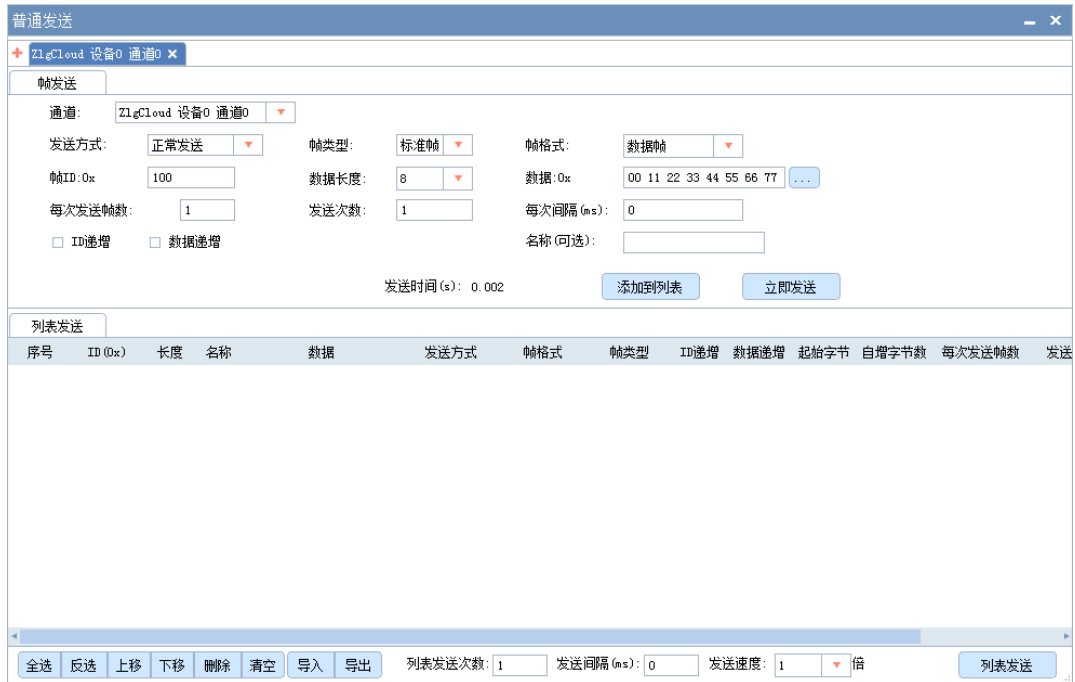 普通发送
ZlgCloud 设备0 通道0
帧发送
通道: ZlgCloud 设备0 通道0
发送方式: 正常发送 帧类型: 标准帧 帧格式: 数据帧
帧ID:0x 100 数据长度: 8 数据:0x 00 11 22 33 44 55 66 77 ...
每次发送帧数: 1 发送次数: 1 每次间隔(ms): 0
ID递增 数据递增 名称(可选):
发送时间(s): 0.002 添加到列表 立即发送
列表发送
序号 ID(0x) 长度 名称 数据 发送方式 帧格式 帧类型 ID递增 数据递增 起始字节 自增字节数 每次发送帧数 发送
全选 反选 上移 下移 删除 清空 导入 导出 列表发送次数: 1 发送间隔(ms): 0 发送速度: 1 倍 列表发送